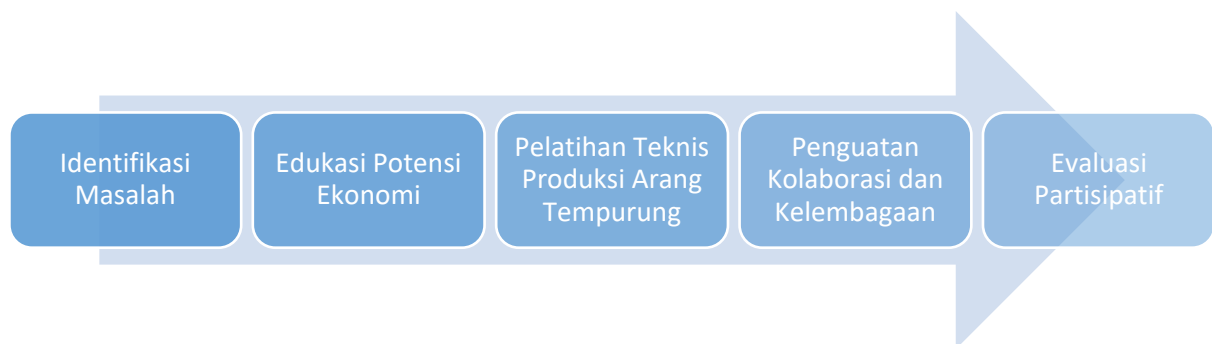 Identifikasi
Masalah
Edukasi Potensi
Ekonomi
Pelatihan Teknis
Produksi Arang
Tempurung
Penguatan
Kolaborasi dan
Kelembagaan
Evaluasi
Partisipatif